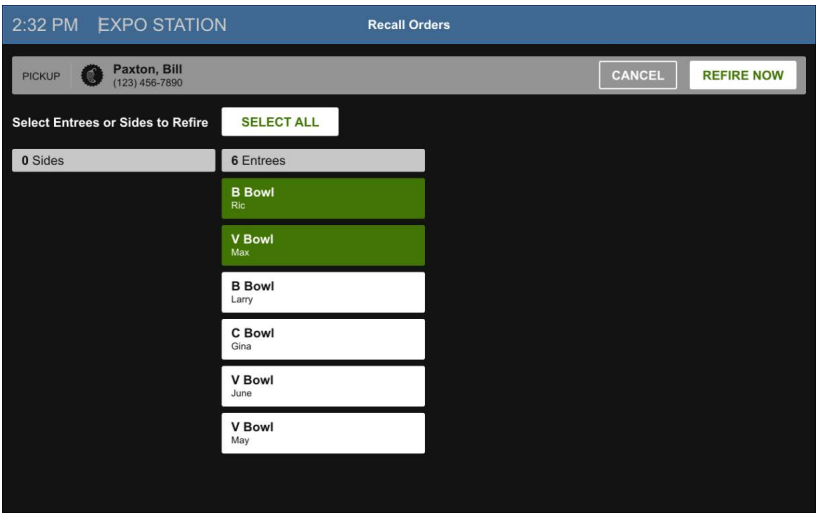 2:32 PM EXPO STATION Recall Orders
PICKUP Paxton, Bill CANCEL REFIRE NOW
(123) 456-7890
Select Entrees or Sides to Refire SELECT ALL
0 Sides 6 Entrees
B Bowl
Ric
V Bowl
Max
B Bowl
Larry
C Bowl
Gina
V Bowl
June
V Bowl
May